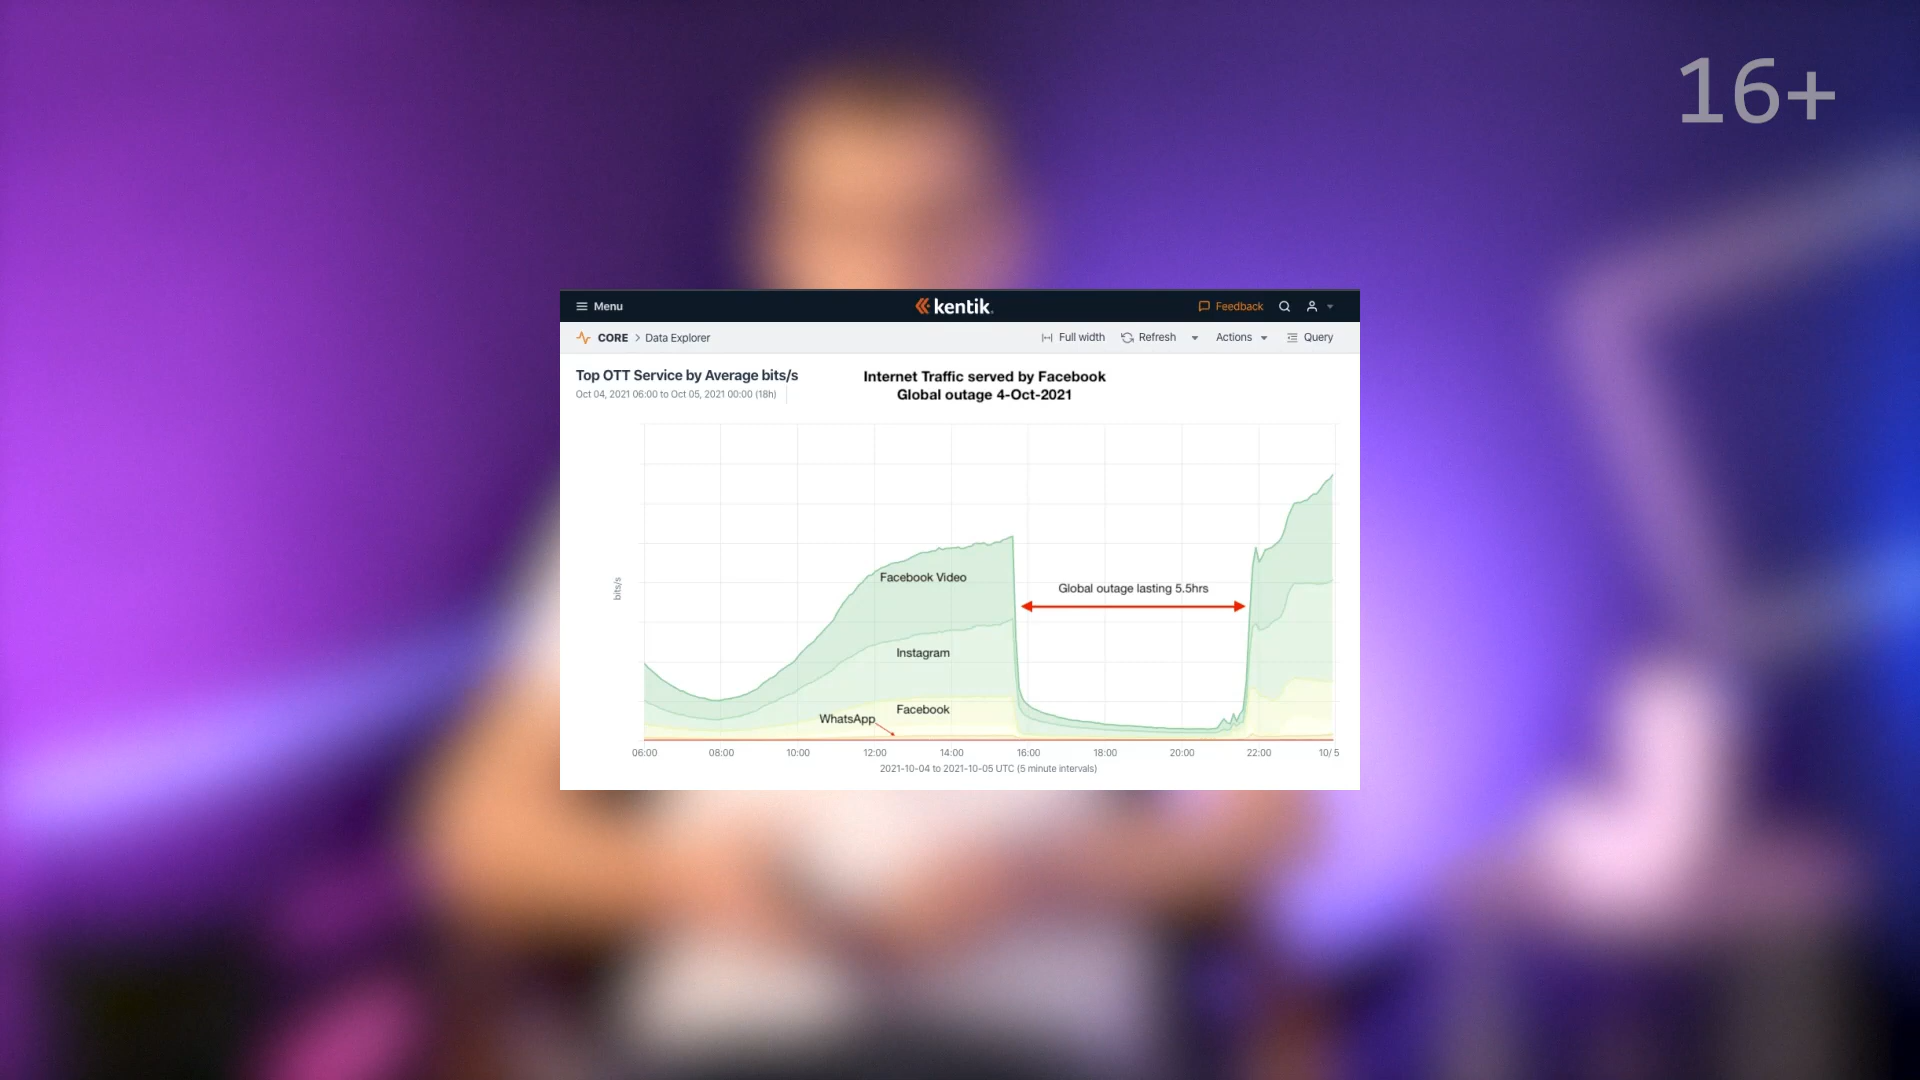 16+
Menu
kentik.
Feedback
CORE > Data Explorer
Full width
Refresh
Actions
Query
Top OTT Service by Average bits/s
Oct 04, 2021 06:00 to Oct 05, 2021 00:00 (18h)
Internet Traffic served by Facebook
Global outage 4-Oct-2021
bits/s
Facebook Video
Global outage lasting 5.5hrs
Instagram
Facebook
WhatsApp
06:00 08:00 10:00 12:00 14:00 16:00 18:00 20:00 22:00 10/5
2021-10-04 to 2021-10-05 UTC (5 minute intervals)